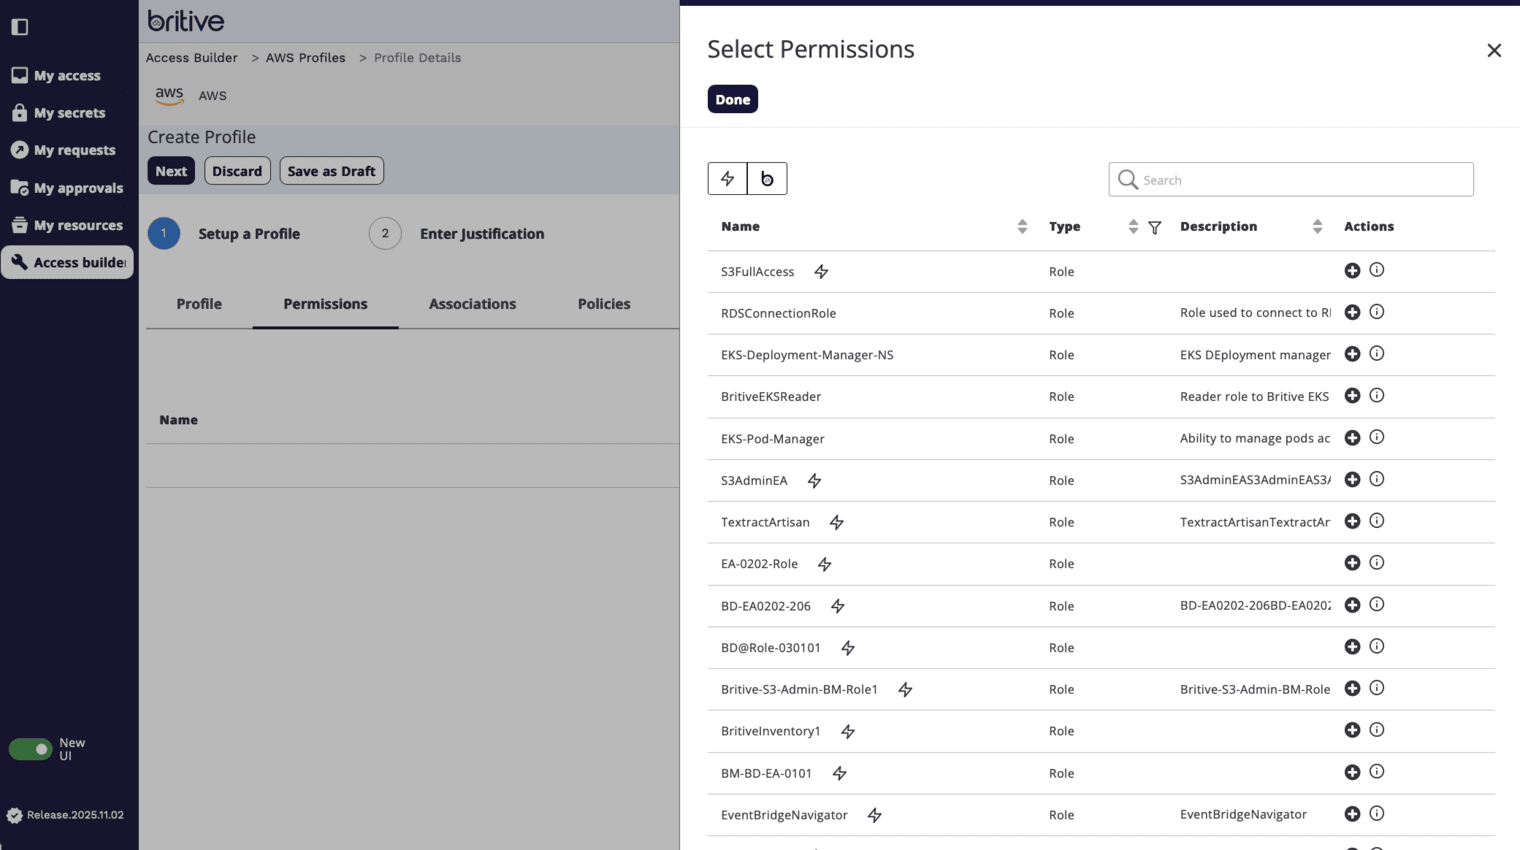 My access
My secrets
My requests
My approvals
My resources
Access builder
New
UI
Release.2025.11.02
britive
Access Builder > AWS Profiles > Profile Details
aws AWS
Create Profile
Next Discard Save as Draft
1 Setup a Profile 2 Enter Justification
Profile Permissions Associations Policies
Name
Select Permissions
Done
b Search
Name Type Description Actions
S3FullAccess Role
RDSConnectionRole Role Role used to connect to
EKS-Deployment-Manager-NS Role EKS DEployment manager
BritiveEKSReader Role Reader role to Britive EKS
EKS-Pod-Manager Role Ability to manage pods ac
S3AdminEA Role S3AdminEAS3AdminEAS3
TextractArtisan Role TextractArtisanTextractAr
EA-0202-Role Role
BD-EA0202-206 Role BD-EA0202-206BD-EA0202
BD@Role-030101 Role
Britive-S3-Admin-BM-Role1 Role Britive-S3-Admin-BM-Role
BritiveInventory1 Role
BM-BD-EA-0101 Role
EventBridgeNavigator Role EventBridgeNavigator